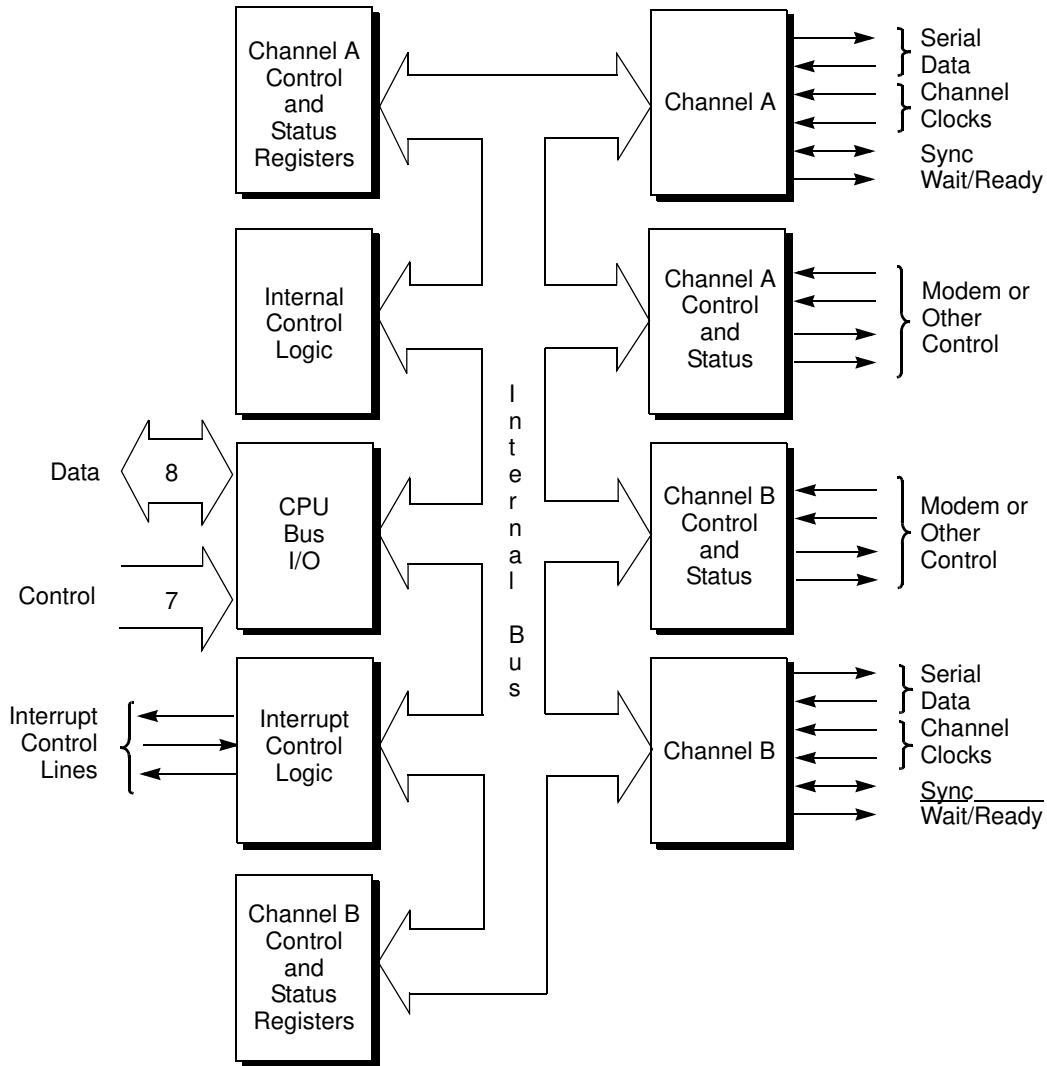 Channel A
Control
and
Status
Registers
Channel A
Serial
Data
Channel
Clocks
Sync
Wait/Ready
Internal
Control
Logic
Channel A
Control
and
Status
Modem or
Other
Control
Internal Bus
Data
8
Control
7
CPU
Bus
I/O
Channel B
Control
and
Status
Modem or
Other
Control
Interrupt
Control
Lines
Interrupt
Control
Logic
Channel B
Serial
Data
Channel
Clocks
Sync
Wait/Ready
Channel B
Control
and
Status
Registers